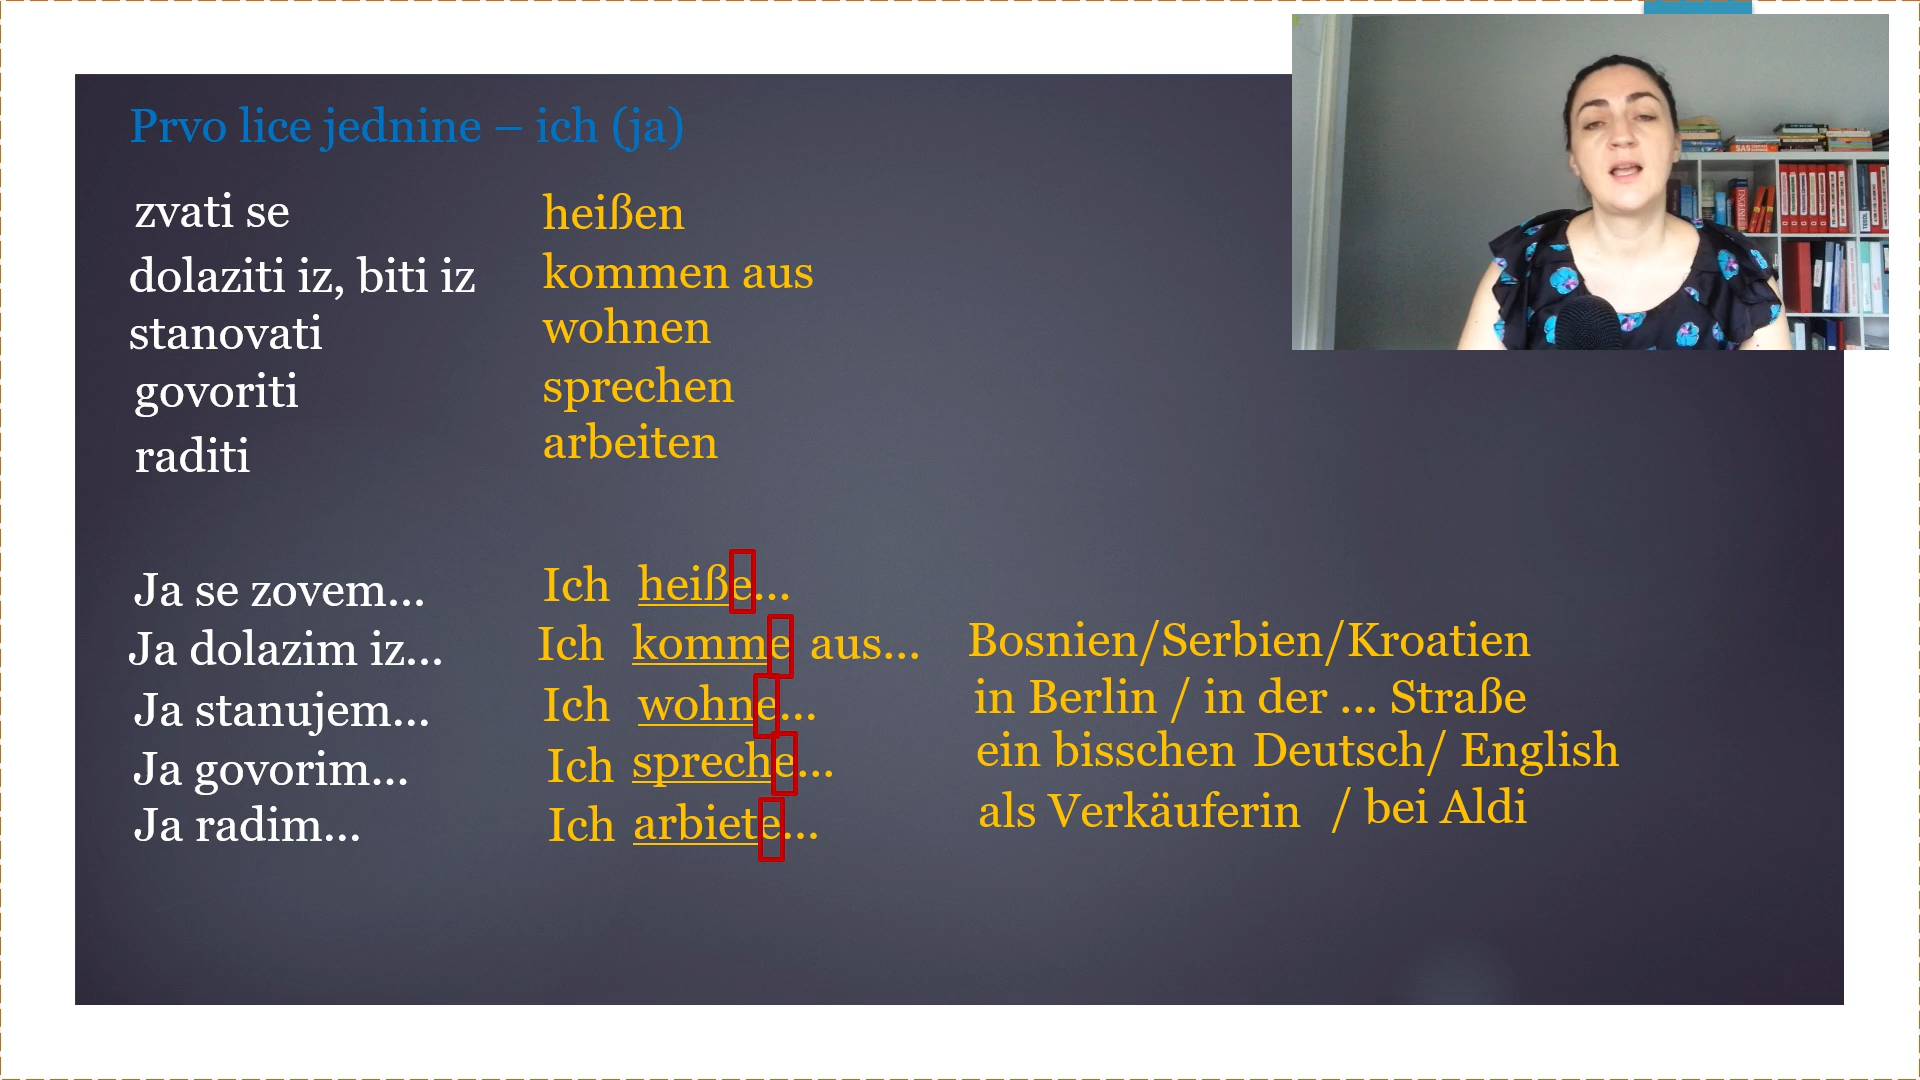 Prvo lice jednine – ich (ja)
zvati se heißen
dolaziti iz, biti iz kommen aus
stanovati wohnen
govoriti sprechen
raditi arbeiten
Ja se zovem... Ich heiße...
Ja dolazim iz... Ich komme aus... Bosnien/Serbien/Kroatien
Ja stanujem... Ich wohne... in Berlin / in der ... Straße
Ja govorim... Ich spreche... ein bisschen Deutsch/ English
Ja radim... Ich arbiete... als Verkäuferin / bei Aldi